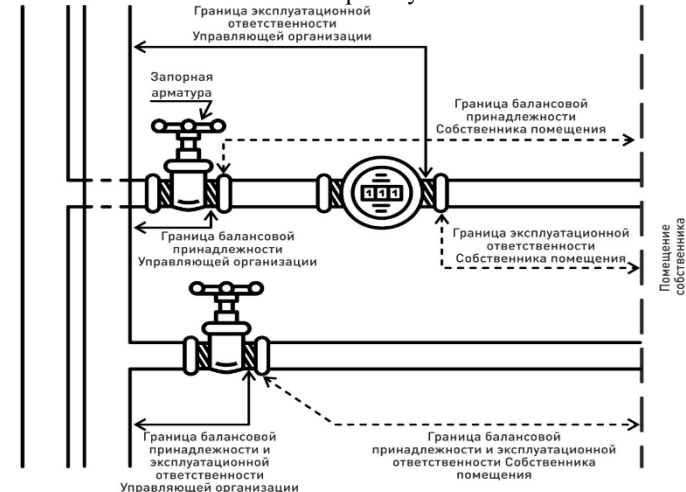 Граница эксплуатационной
ответственности
Управляющей организации
Запорная
арматура
Граница балансовой
принадлежности
Собственника помещения
111
Граница балансовой
принадлежности
Управляющей организации
Граница эксплуатационной
ответственности
Собственника помещения
Помещение
собственника
Граница балансовой
принадлежности и
эксплуатационной
ответственности
Управляющей организации
Граница балансовой
принадлежности и эксплуатационной
ответственности Собственника
помещения